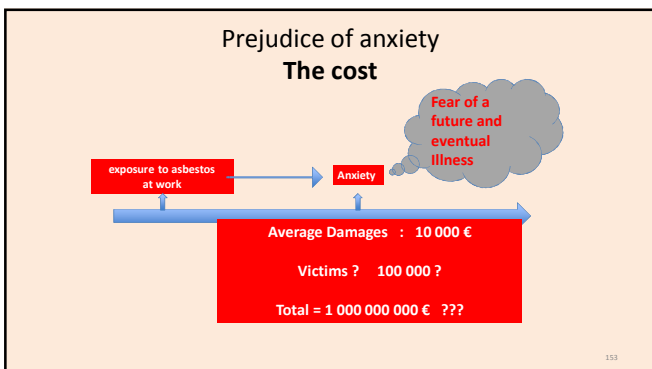 Prejudice of anxiety
The cost
Fear of a
future and
eventual
Illness
exposure to asbestos
at work
Anxiety
Average Damages : 10 000 €
Victims ? 100 000 ?
Total = 1 000 000 000 € ???
153